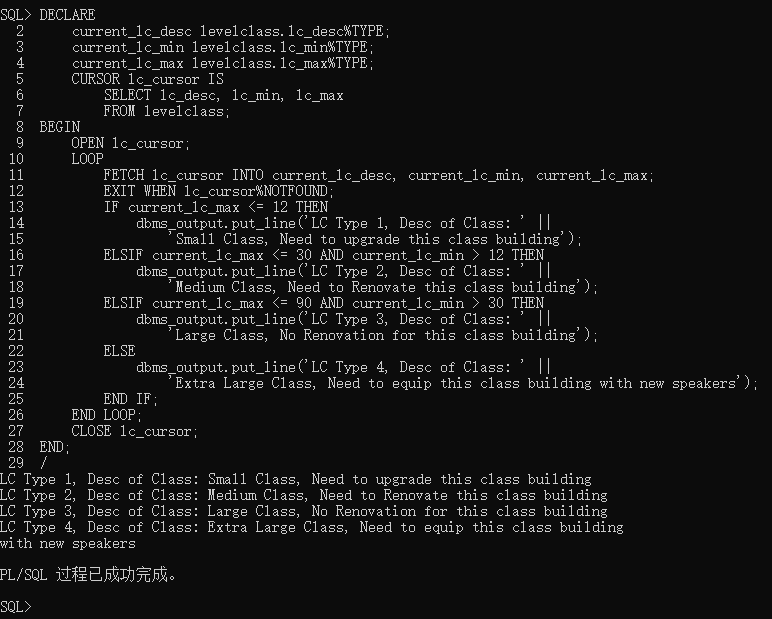 SQL> DECLARE
  2      current_lc_desc levelclass.lc_desc%TYPE;
  3      current_lc_min levelclass.lc_min%TYPE;
  4      current_lc_max levelclass.lc_max%TYPE;
  5      CURSOR lc_cursor IS
  6          SELECT lc_desc, lc_min, lc_max
  7          FROM levelclass;
  8  BEGIN
  9      OPEN lc_cursor;
 10      LOOP
 11          FETCH lc_cursor INTO current_lc_desc, current_lc_min, current_lc_max;
 12          EXIT WHEN lc_cursor%NOTFOUND;
 13          IF current_lc_max <= 12 THEN
 14              dbms_output.put_line('LC Type 1, Desc of Class: ' ||
 15                  'Small Class, Need to upgrade this class building');
 16          ELSIF current_lc_max <= 30 AND current_lc_min > 12 THEN
 17              dbms_output.put_line('LC Type 2, Desc of Class: ' ||
 18                  'Medium Class, Need to Renovate this class building');
 19          ELSIF current_lc_max <= 90 AND current_lc_min > 30 THEN
 20              dbms_output.put_line('LC Type 3, Desc of Class: ' ||
 21                  'Large Class, No Renovation for this class building');
 22          ELSE
 23              dbms_output.put_line('LC Type 4, Desc of Class: ' ||
 24                  'Extra Large Class, Need to equip this class building with new speakers');
 25          END IF;
 26      END LOOP;
 27      CLOSE lc_cursor;
 28  END;
 29  /
LC Type 1, Desc of Class: Small Class, Need to upgrade this class building
LC Type 2, Desc of Class: Medium Class, Need to Renovate this class building
LC Type 3, Desc of Class: Large Class, No Renovation for this class building
LC Type 4, Desc of Class: Extra Large Class, Need to equip this class building
with new speakers
PL/SQL 过程已成功完成。
SQL>